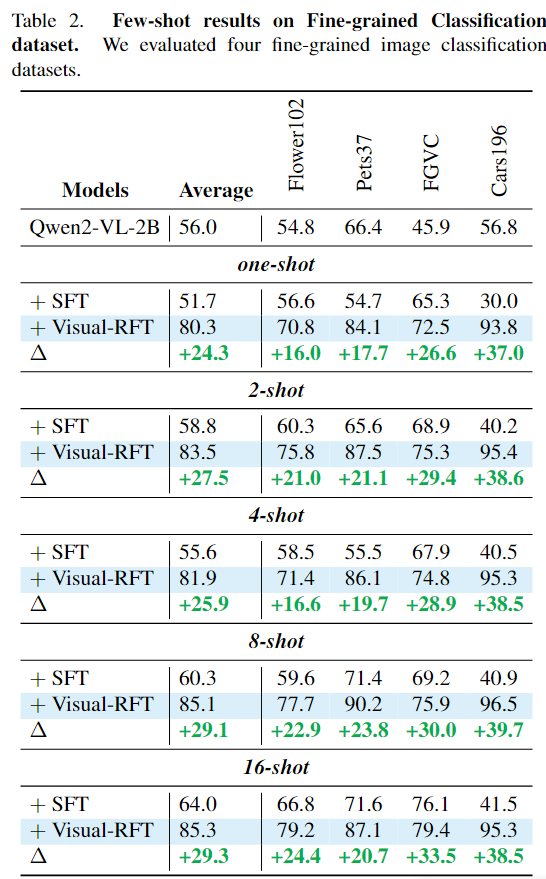 Table 2. Few-shot results on Fine-grained Classification
dataset. We evaluated four fine-grained image classification
datasets.
Models Average Flower102 Pets37 FGVC Cars196
Qwen2-VL-2B 56.0 54.8 66.4 45.9 56.8
one-shot
+ SFT 51.7 56.6 54.7 65.3 30.0
+ Visual-RFT 80.3 70.8 84.1 72.5 93.8
Δ +24.3 +16.0 +17.7 +26.6 +37.0
2-shot
+ SFT 58.8 60.3 65.6 68.9 40.2
+ Visual-RFT 83.5 75.8 87.5 75.3 95.4
Δ +27.5 +21.0 +21.1 +29.4 +38.6
4-shot
+ SFT 55.6 58.5 55.5 67.9 40.5
+ Visual-RFT 81.9 71.4 86.1 74.8 95.3
Δ +25.9 +16.6 +19.7 +28.9 +38.5
8-shot
+ SFT 60.3 59.6 71.4 69.2 40.9
+ Visual-RFT 85.1 77.7 90.2 75.9 96.5
Δ +29.1 +22.9 +23.8 +30.0 +39.7
16-shot
+ SFT 64.0 66.8 71.6 76.1 41.5
+ Visual-RFT 85.3 79.2 87.1 79.4 95.3
Δ +29.3 +24.4 +20.7 +33.5 +38.5